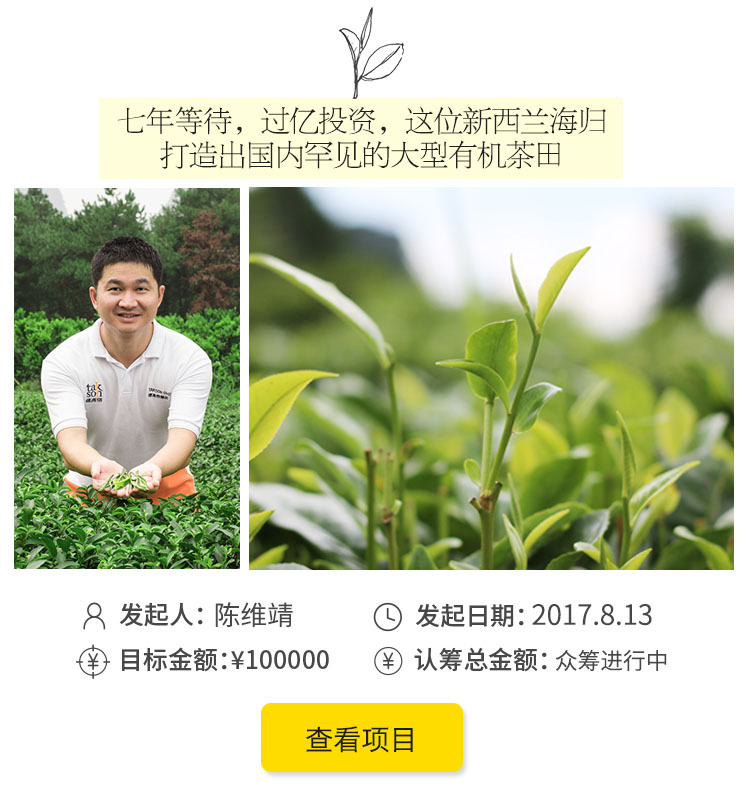 七年等待，过亿投资，这位新西兰海归
打造出国内罕见的大型有机茶田
tak
son
发起人：陈维靖
发起日期：2017.8.13
目标金额：¥100000
认筹总金额：众筹进行中
查看项目